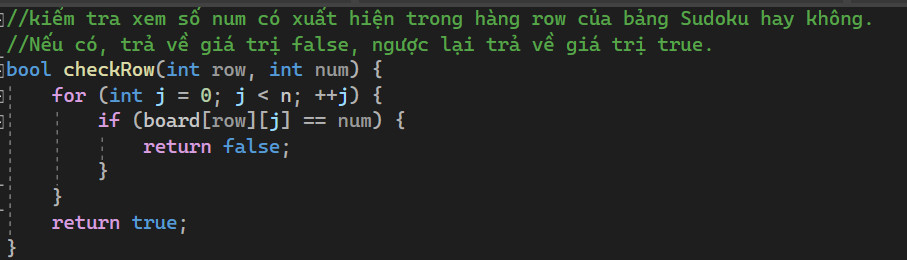 //kiếm tra xem số num có xuất hiện trong hàng row của bảng Sudoku hay không.
//Nếu có, trả về giá trị false, ngược lại trả về giá trị true.
bool checkRow(int row, int num) {
    for (int j = 0; j < n; ++j) {
        if (board[row][j] == num) {
            return false;
        }
    }
    return true;
}